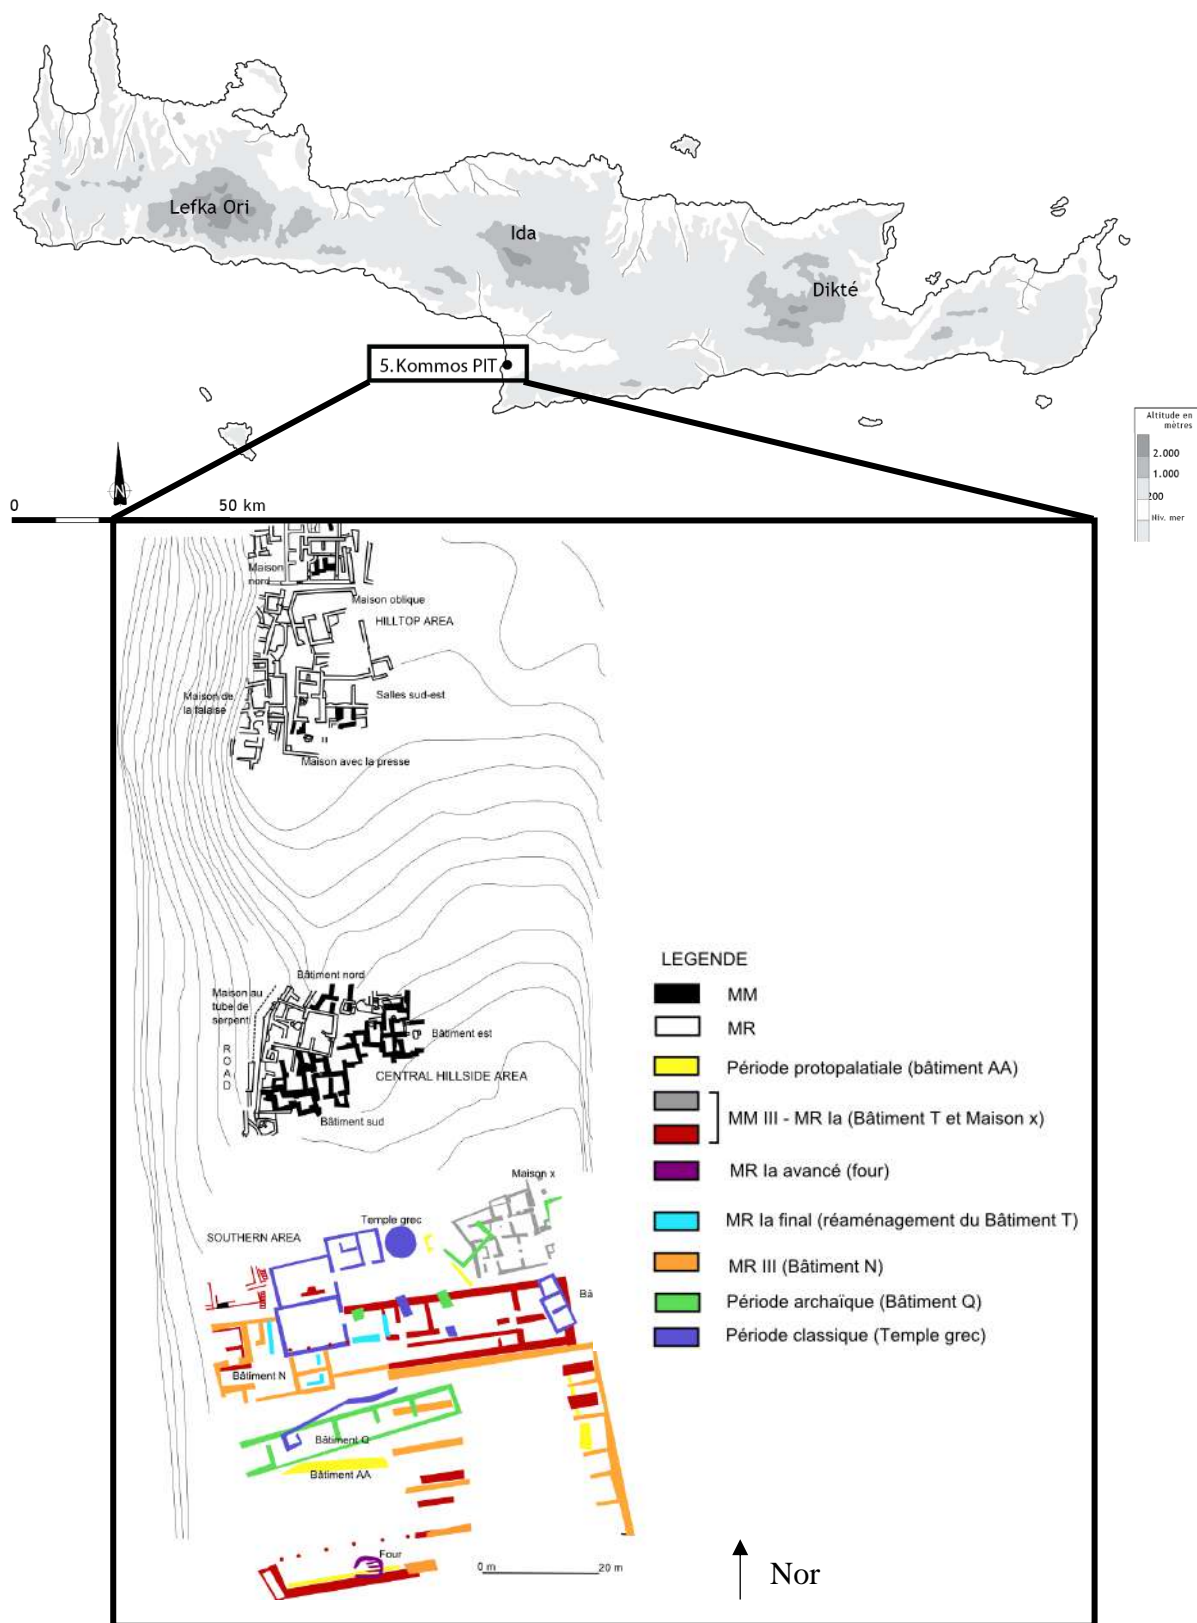 Lefka Ori
Ida
Dikté
5.Kommos PIT
Altitude en
mètres
2.000
1.000
200
Niv. mer
N
0
50 km
Maison
nord
Maison oblique
HILLTOP AREA
Maison de
la falaise
Salles sud-est
Maison avec la presse
Bâtiment nord
Maison au
tube de
serpent
Bâtiment est
ROAD
CENTRAL HILLSIDE AREA
Bâtiment sud
LEGENDE
MM
MR
Période protopalatiale (bâtiment AA)
MM III - MR Ia (Bâtiment T et Maison x)
MR Ia avancé (four)
MR Ia final (réaménagement du Bâtiment T)
MR III (Bâtiment N)
Période archaïque (Bâtiment Q)
Période classique (Temple grec)
Maison x
Temple grec
SOUTHERN AREA
Bâ
Bâtiment N
Bâtiment Q
Bâtiment AA
Four
0 m
20 m
Nor